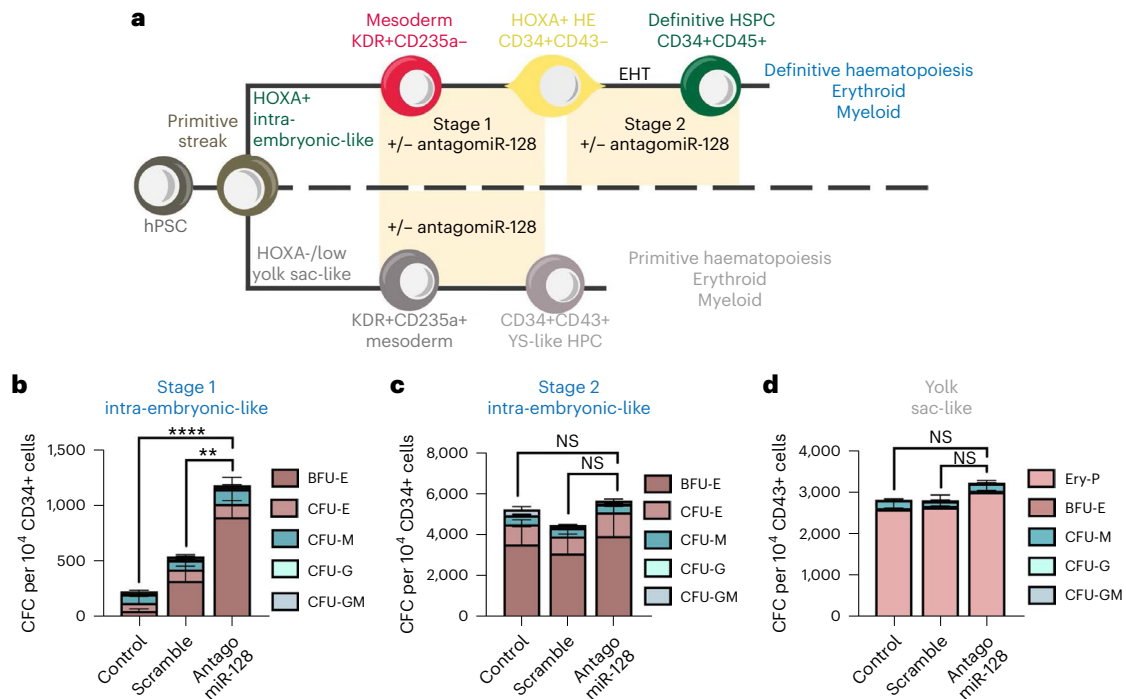 a
Mesoderm
KDR+CD235a–
HOXA+ HE
CD34+CD43–
Definitive HSPC
CD34+CD45+
EHT
Definitive haematopoiesis
Erythroid
Myeloid
HOXA+
intra-
embryonic-like
Primitive
streak
Stage 1
+/– antagomiR-128
Stage 2
+/– antagomiR-128
hPSC
+/– antagomiR-128
HOXA-/low
yolk sac-like
Primitive haematopoiesis
Erythroid
Myeloid
KDR+CD235a+
mesoderm
CD34+CD43+
YS-like HPC
b
Stage 1
intra-embryonic-like
CFC per 10⁴ CD34+ cells
1,500
1,000
500
0
****
**
BFU-E
CFU-E
CFU-M
CFU-G
CFU-GM
Control
Scramble
Antago
miR-128
c
Stage 2
intra-embryonic-like
CFC per 10⁴ CD34+ cells
8,000
6,000
4,000
2,000
0
NS
NS
BFU-E
CFU-E
CFU-M
CFU-G
CFU-GM
Control
Scramble
Antago
miR-128
d
Yolk
sac-like
CFC per 10⁴ CD43+ cells
4,000
3,000
2,000
1,000
0
NS
NS
Ery-P
BFU-E
CFU-M
CFU-G
CFU-GM
Control
Scramble
Antago
miR-128